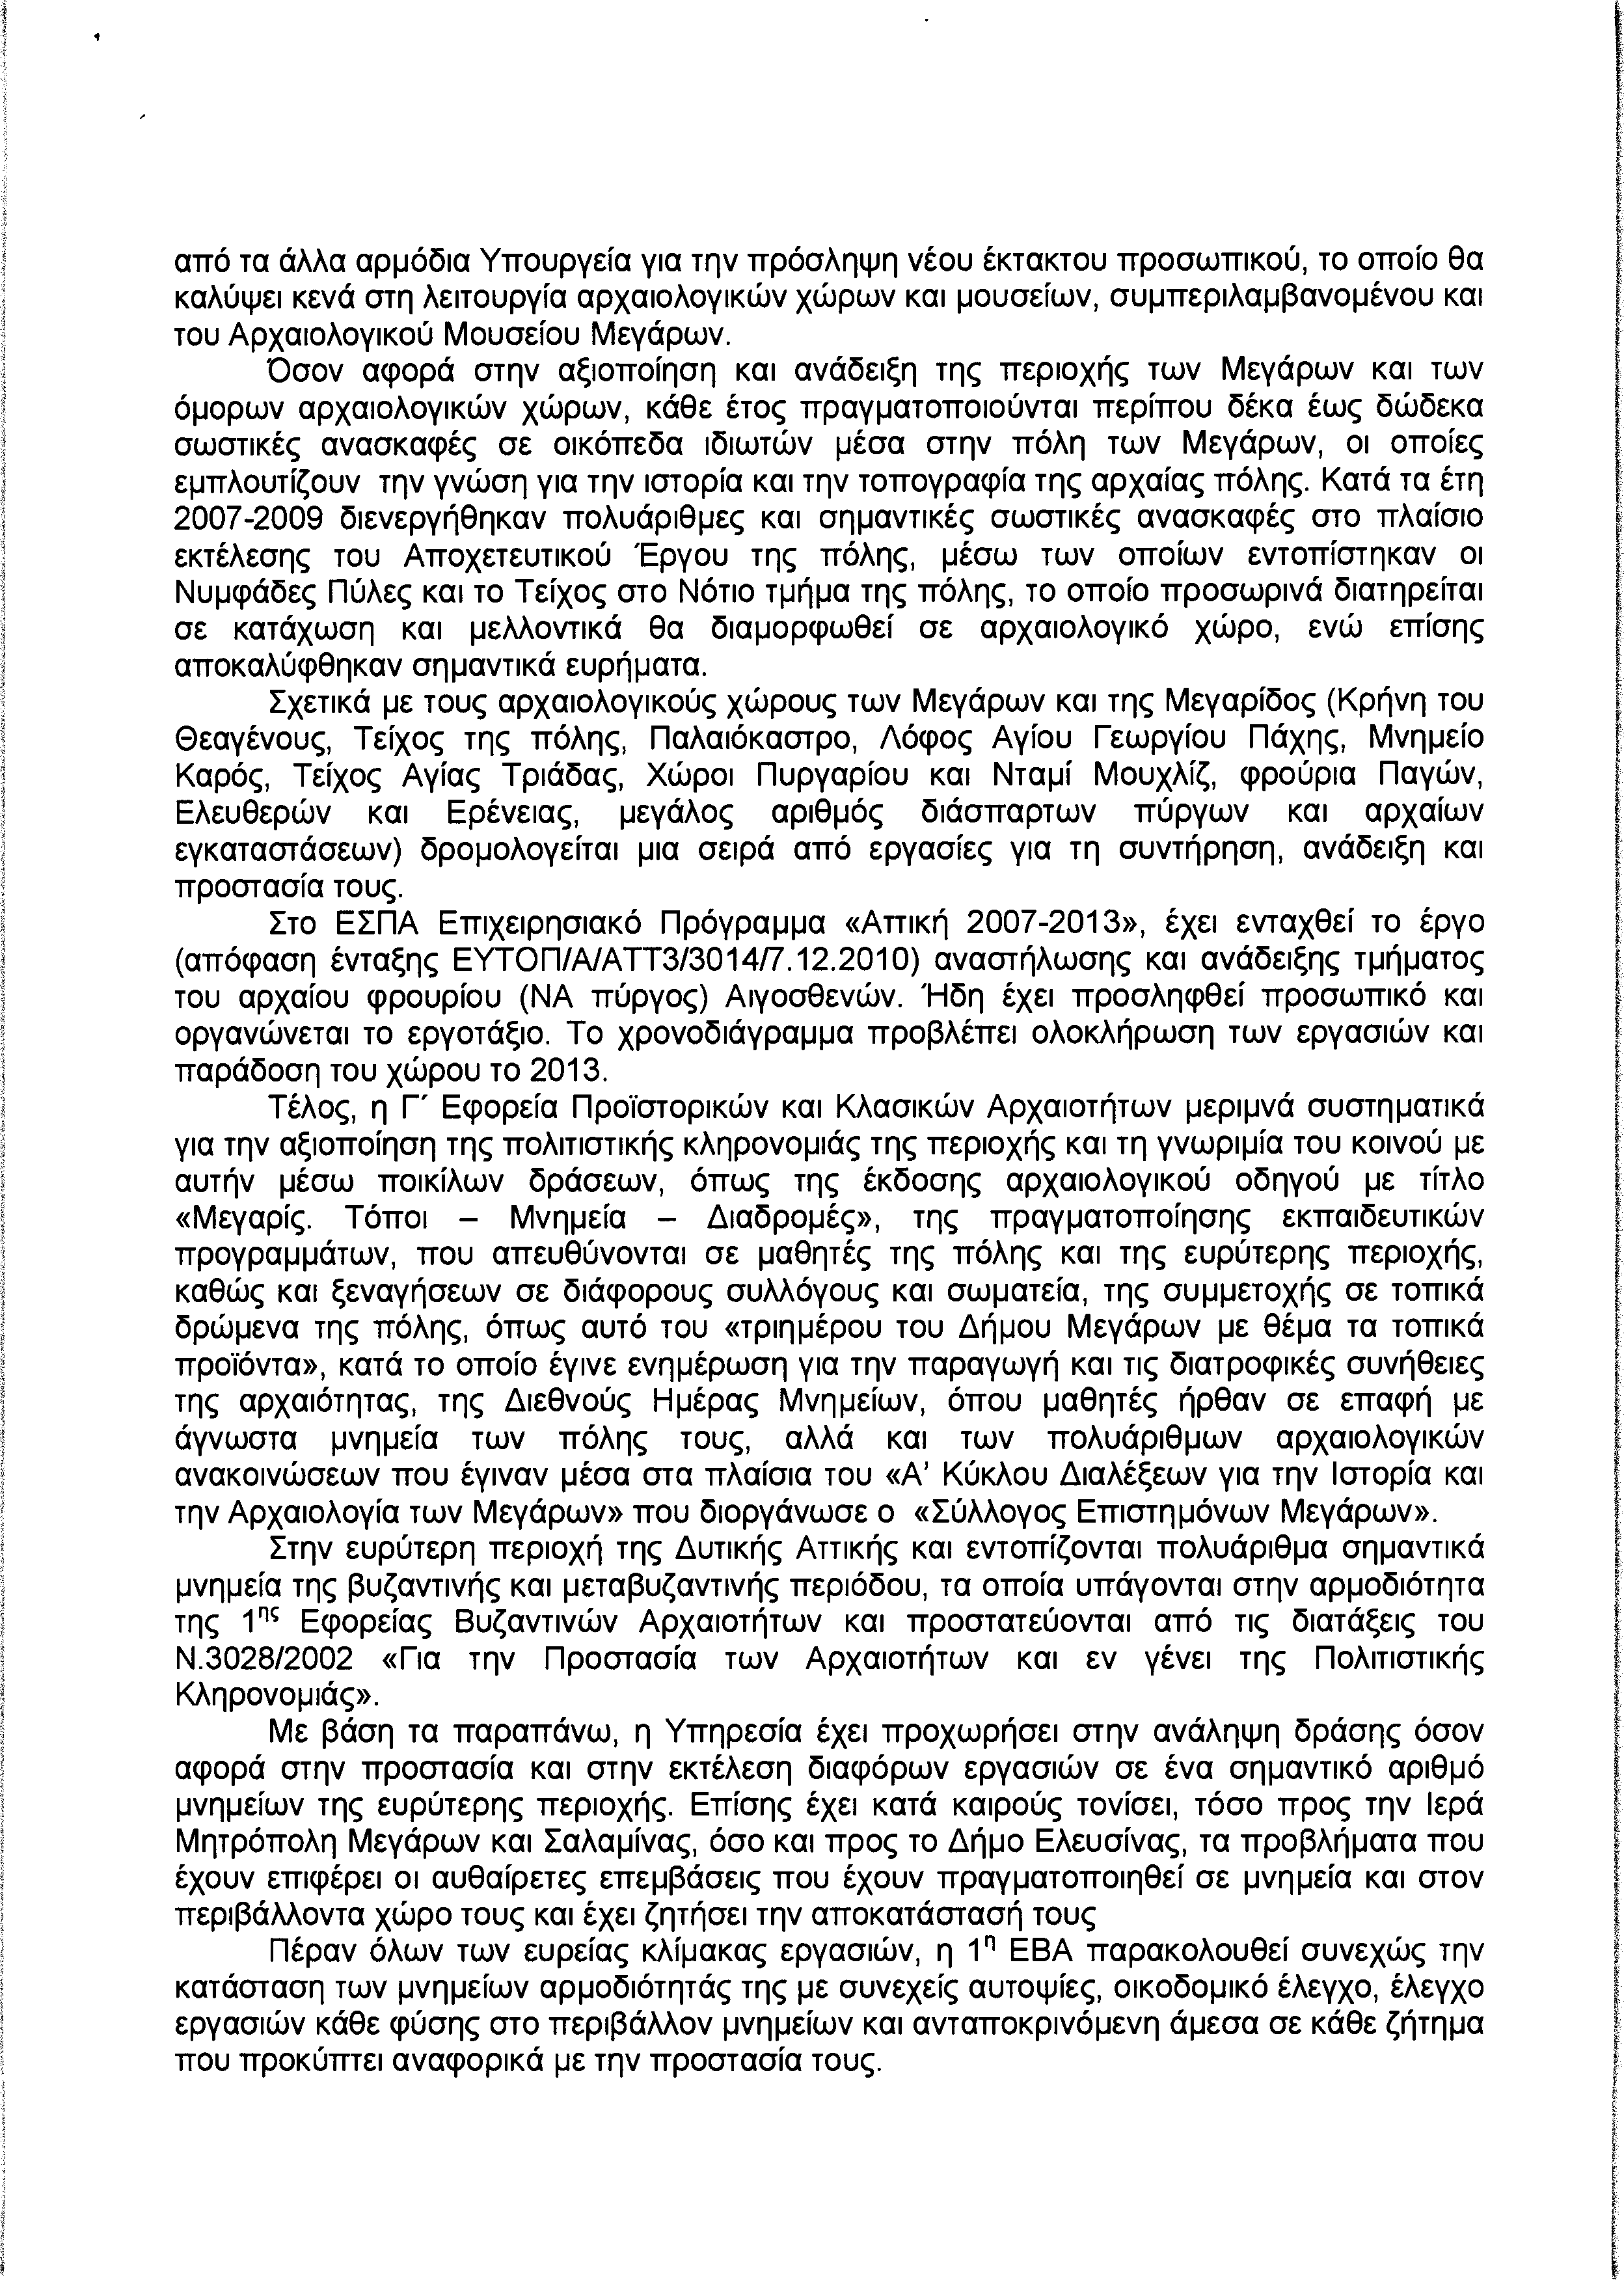 από τα άλλα αρμόδια Υπουργεία για την πρόσληψη νέου έκτακτου προσωπικού, το οποίο θα
καλύψει κενά στη λειτουργία αρχαιολογικών χώρων και μουσείων, συμπεριλαμβανομένου και
του Αρχαιολογικού Μουσείου Μεγάρων.
Όσον αφορά στην αξιοποίηση και ανάδειξη της περιοχής των Μεγάρων και των
όμορων αρχαιολογικών χώρων, κάθε έτος πραγματοποιούνται περίπου δέκα έως δώδεκα
σωστικές ανασκαφές σε οικόπεδα ιδιωτών μέσα στην πόλη των Μεγάρων, οι οποίες
εμπλουτίζουν την γνώση για την ιστορία και την τοπογραφία της αρχαίας πόλης. Κατά τα έτη
2007-2009 διενεργήθηκαν πολυάριθμες και σημαντικές σωστικές ανασκαφές στο πλαίσιο
εκτέλεσης του Αποχετευτικού Έργου της πόλης, μέσω των οποίων εντοπίστηκαν οι
Νυμφάδες Πύλες και το Τείχος στο Νότιο τμήμα της πόλης, το οποίο προσωρινά διατηρείται
σε κατάχωση και μελλοντικά θα διαμορφωθεί σε αρχαιολογικό χώρο, ενώ επίσης
αποκαλύφθηκαν σημαντικά ευρήματα.
Σχετικά με τους αρχαιολογικούς χώρους των Μεγάρων και της Μεγαρίδος (Κρήνη του
Θεαγένους, Τείχος της πόλης, Παλαιόκαστρο, Λόφος Αγίου Γεωργίου Πάχης, Μνημείο
Καρός, Τείχος Αγίας Τριάδας, Χώροι Πυργαρίου και Νταμί Μουχλίζ, φρούρια Παγών,
Ελευθερών και Ερένειας, μεγάλος αριθμός διάσπαρτων πύργων και αρχαίων
εγκαταστάσεων) δρομολογείται μια σειρά από εργασίες για τη συντήρηση, ανάδειξη και
προστασία τους.
Στο ΕΣΠΑ Επιχειρησιακό Πρόγραμμα «Αττική 2007-2013», έχει ενταχθεί το έργο
(απόφαση ένταξης ΕΥΤΟΠ/Α/ΑΤΤ3/3014/7.12.2010) αναστήλωσης και ανάδειξης τμήματος
του αρχαίου φρουρίου (ΝΑ πύργος) Αιγοσθενών. Ήδη έχει προσληφθεί προσωπικό και
οργανώνεται το εργοτάξιο. Το χρονοδιάγραμμα προβλέπει ολοκλήρωση των εργασιών και
παράδοση του χώρου το 2013.
Τέλος, η Γ΄ Εφορεία Προϊστορικών και Κλασικών Αρχαιοτήτων μεριμνά συστηματικά
για την αξιοποίηση της πολιτιστικής κληρονομιάς της περιοχής και τη γνωριμία του κοινού με
αυτήν μέσω ποικίλων δράσεων, όπως της έκδοσης αρχαιολογικού οδηγού με τίτλο
«Μεγαρίς. Τόποι – Μνημεία – Διαδρομές», της πραγματοποίησης εκπαιδευτικών
προγραμμάτων, που απευθύνονται σε μαθητές της πόλης και της ευρύτερης περιοχής,
καθώς και ξεναγήσεων σε διάφορους συλλόγους και σωματεία, της συμμετοχής σε τοπικά
δρώμενα της πόλης, όπως αυτό του «τριημέρου του Δήμου Μεγάρων με θέμα τα τοπικά
προϊόντα», κατά το οποίο έγινε ενημέρωση για την παραγωγή και τις διατροφικές συνήθειες
της αρχαιότητας, της Διεθνούς Ημέρας Μνημείων, όπου μαθητές ήρθαν σε επαφή με
άγνωστα μνημεία των πόλης τους, αλλά και των πολυάριθμων αρχαιολογικών
ανακοινώσεων που έγιναν μέσα στα πλαίσια του «Α’ Κύκλου Διαλέξεων για την Ιστορία και
την Αρχαιολογία των Μεγάρων» που διοργάνωσε ο «Σύλλογος Επιστημόνων Μεγάρων».
Στην ευρύτερη περιοχή της Δυτικής Αττικής και εντοπίζονται πολυάριθμα σημαντικά
μνημεία της βυζαντινής και μεταβυζαντινής περιόδου, τα οποία υπάγονται στην αρμοδιότητα
της 1ης Εφορείας Βυζαντινών Αρχαιοτήτων και προστατεύονται από τις διατάξεις του
Ν.3028/2002 «Για την Προστασία των Αρχαιοτήτων και εν γένει της Πολιτιστικής
Κληρονομιάς».
Με βάση τα παραπάνω, η Υπηρεσία έχει προχωρήσει στην ανάληψη δράσης όσον
αφορά στην προστασία και στην εκτέλεση διαφόρων εργασιών σε ένα σημαντικό αριθμό
μνημείων της ευρύτερης περιοχής. Επίσης έχει κατά καιρούς τονίσει, τόσο προς την Ιερά
Μητρόπολη Μεγάρων και Σαλαμίνας, όσο και προς το Δήμο Ελευσίνας, τα προβλήματα που
έχουν επιφέρει οι αυθαίρετες επεμβάσεις που έχουν πραγματοποιηθεί σε μνημεία και στον
περιβάλλοντα χώρο τους και έχει ζητήσει την αποκατάστασή τους
Πέραν όλων των ευρείας κλίμακας εργασιών, η 1η ΕΒΑ παρακολουθεί συνεχώς την
κατάσταση των μνημείων αρμοδιότητάς της με συνεχείς αυτοψίες, οικοδομικό έλεγχο, έλεγχο
εργασιών κάθε φύσης στο περιβάλλον μνημείων και ανταποκρινόμενη άμεσα σε κάθε ζήτημα
που προκύπτει αναφορικά με την προστασία τους.